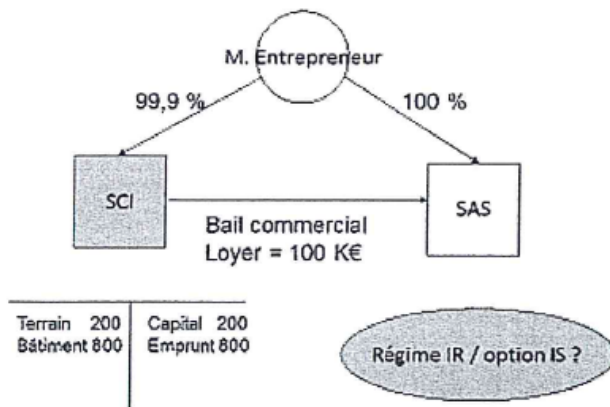 M. Entrepreneur
99,9 %
100 %
SCI
SAS
Bail commercial
Loyer = 100 K€
Terrain 200
Capital 200
Bâtiment 800
Emprunt 800
Régime IR / option IS ?